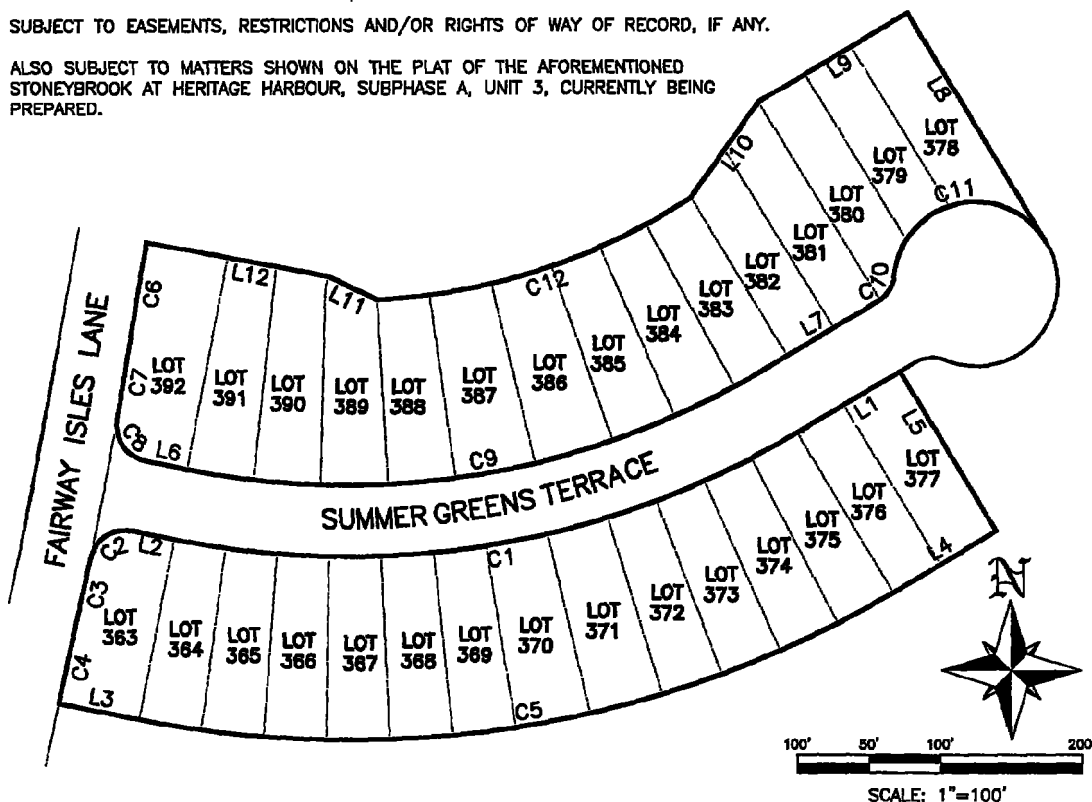 SUBJECT TO EASEMENTS, RESTRICTIONS AND/OR RIGHTS OF WAY OF RECORD, IF ANY.
ALSO SUBJECT TO MATTERS SHOWN ON THE PLAT OF THE AFOREMENTIONED
STONEYBROOK AT HERITAGE HARBOUR, SUBPHASE A, UNIT 3, CURRENTLY BEING
PREPARED.
L9
L8
LOT
378
L10
LOT
379
C11
LOT
380
LOT
381
LOT
382
C10
LOT
383
L7
LOT
384
LOT
385
C12
LOT
386
LOT
387
LOT
388
LOT
389
L11
LOT
390
L12
LOT
391
LOT
392
C6
C7
C8
L6
C9
FAIRWAY ISLES LANE
SUMMER GREENS TERRACE
L1
L5
LOT
377
LOT
376
L4
LOT
375
LOT
374
LOT
373
LOT
372
LOT
371
LOT
370
C1
LOT
369
LOT
368
LOT
367
LOT
366
LOT
365
LOT
364
LOT
363
C2
L2
C3
C4
L3
C5
N
100' 50' 100' 200
SCALE: 1"=100'